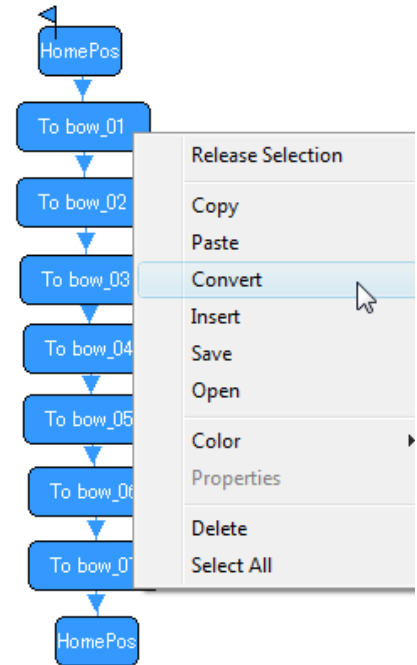 HomePos
To bow_01
To bow_02
To bow_03
To bow_04
To bow_05
To bow_06
To bow_07
HomePos
Release Selection
Copy
Paste
Convert
Insert
Save
Open
Color
Properties
Delete
Select All